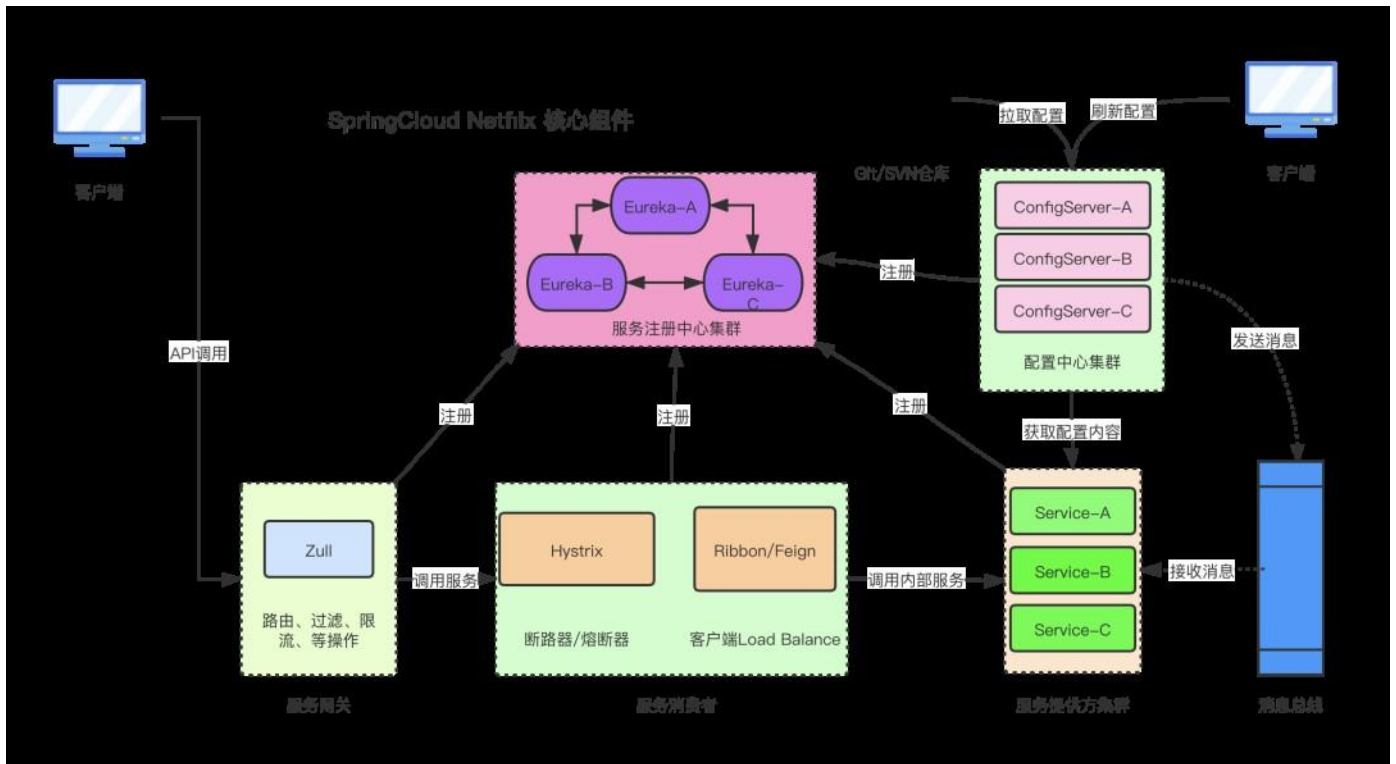 SpringCloud Netflix 核心组件
客户端
拉取配置
刷新配置
客户端
Git/SVN仓库
Eureka-A
Eureka-B
Eureka-
C
服务注册中心集群
注册
ConfigServer-A
ConfigServer-B
ConfigServer-C
配置中心集群
发送消息
API调用
注册
注册
注册
获取配置内容
Zull
路由、过滤、限
流、等操作
服务网关
调用服务
Hystrix
断路器/熔断器
Ribbon/Feign
客户端Load Balance
服务消费者
调用内部服务
Service-A
Service-B
Service-C
服务提供方集群
接收消息
消息总线